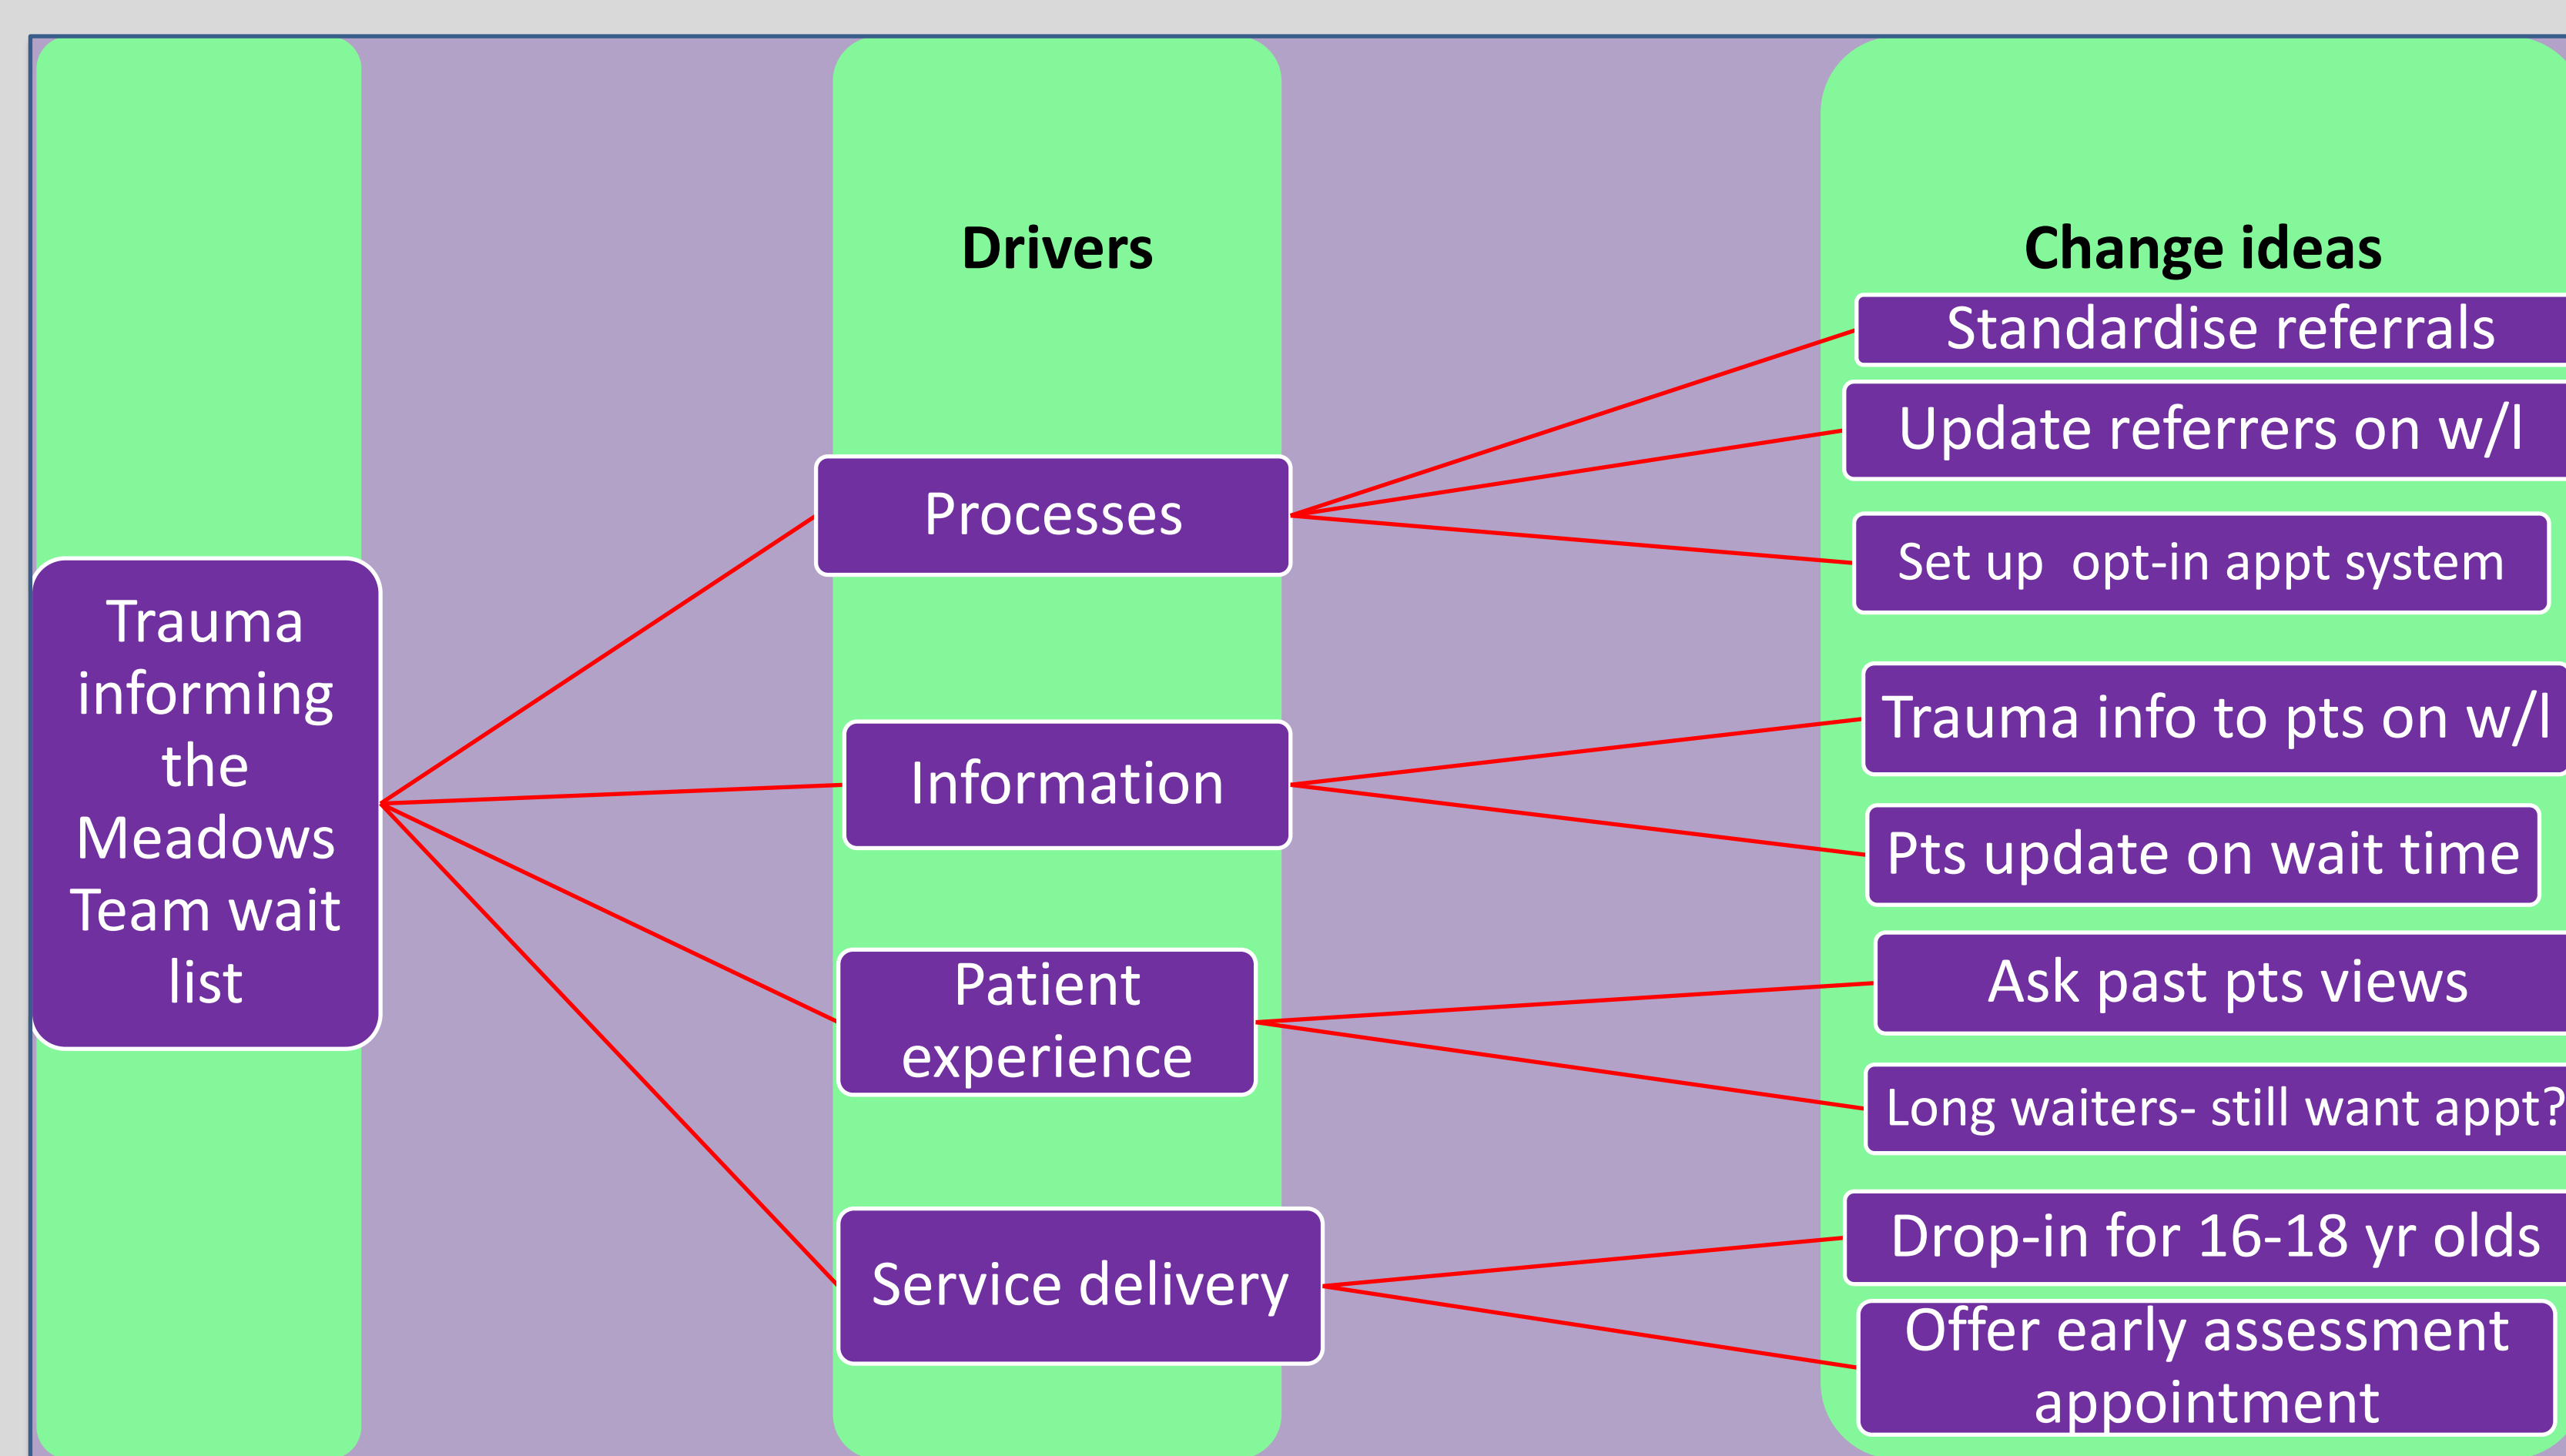 Drivers
Change ideas
Trauma
informing
the
Meadows
Team wait
list
Processes
Information
Patient
experience
Service delivery
Standardise referrals
Update referrers on w/l
Set up  opt-in appt system
Trauma info to pts on w/l
Pts update on wait time
Ask past pts views
Long waiters- still want appt?
Drop-in for 16-18 yr olds
Offer early assessment
appointment